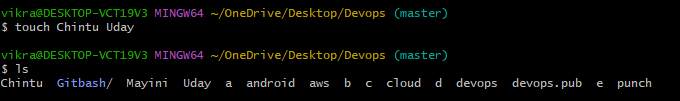 vikra@DESKTOP-VCT19V3 MINGW64 ~/OneDrive/Desktop/Devops (master)
$ touch Chintu Uday
vikra@DESKTOP-VCT19V3 MINGW64 ~/OneDrive/Desktop/Devops (master)
$ ls
Chintu  Gitbash/  Mayini  Uday  a  android  aws  b  c  cloud  d  devops  devops.pub  e  punch